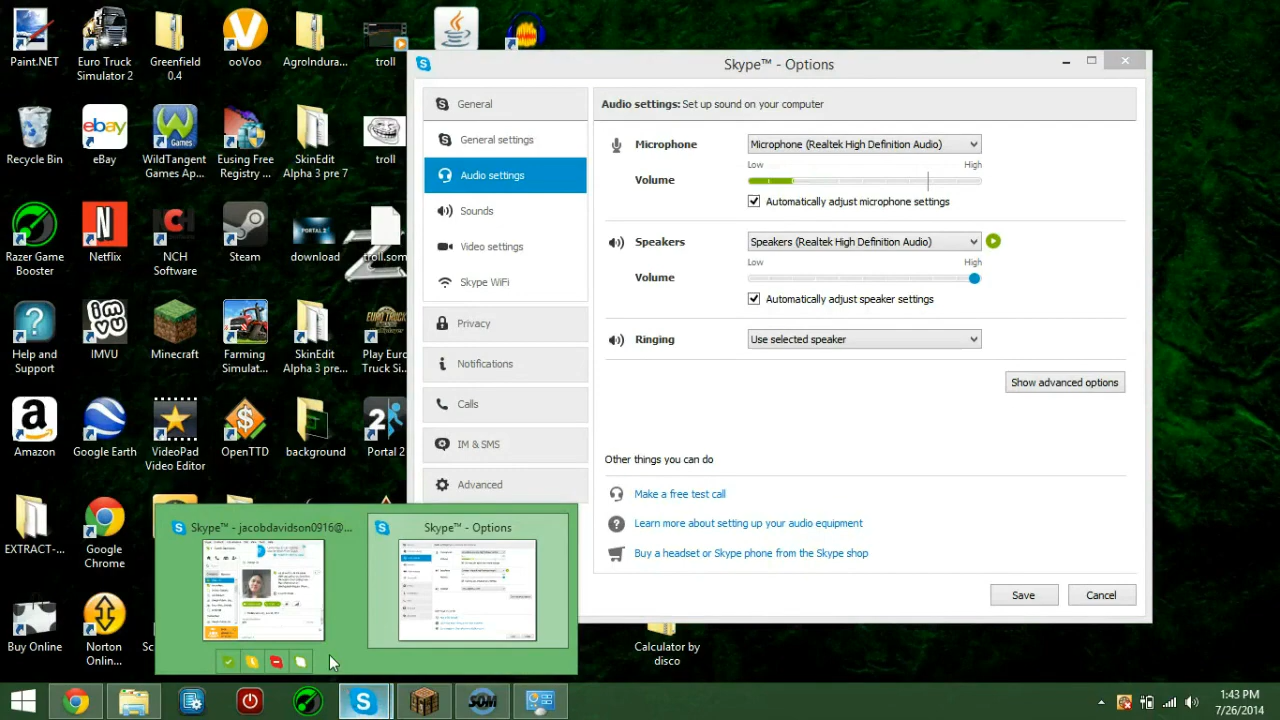 Paint.NET
Euro Truck
Simulator 2
Greenfield
0.4
ooVoo
AgroIndura...
troll
Recycle Bin
eBay
WildTangent
Games Ap...
Eusing Free
Registry ...
SkinEdit
Alpha 3 pre 7
troll
Razer Game
Booster
Netflix
NCH
Software
Steam
download
troll.som
Help and
Support
IMVU
Minecraft
Farming
Simulat...
SkinEdit
Alpha 3 pre...
Play Euro
Truck Si...
Amazon
Google Earth
VideoPad
Video Editor
OpenTTD
background
Portal 2
EXTRACT-...
Google
Chrome
Buy Online
Norton
Online...
Calculator by
disco
Skype™ - Options
General
General settings
Audio settings
Sounds
Video settings
Skype WiFi
Privacy
Notifications
Calls
IM & SMS
Advanced
Audio settings: Set up sound on your computer
Microphone
Microphone (Realtek High Definition Audio)
Low
High
Volume
Automatically adjust microphone settings
Speakers
Speakers (Realtek High Definition Audio)
Low
High
Volume
Automatically adjust speaker settings
Ringing
Use selected speaker
Show advanced options
Other things you can do
Make a free test call
Learn more about setting up your audio equipment
Buy a headset or Skype phone from the Skype shop
Save
Cancel
Skype™ - jacobdavidson0916@...
Skype™ - Options
1:43 PM
7/26/2014